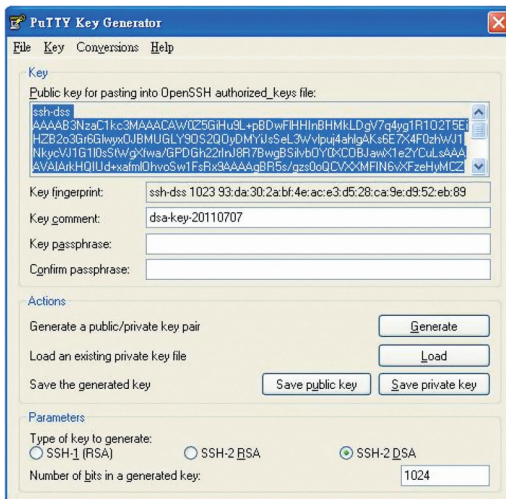 PuTTY Key Generator
File Key Conversions Help
Key
Public key for pasting into OpenSSH authorized_keys file:
ssh-dss
Key fingerprint: ssh-dss 1023 93:da:30:2a:bf:4e:ac:e3:d5:28:ca:9e:d9:52:eb:89
Key comment: dsa-key-20110707
Key passphrase:
Confirm passphrase:
Actions
Generate a public/private key pair Generate
Load an existing private key file Load
Save the generated key Save public key Save private key
Parameters
Type of key to generate:
SSH-1 (RSA) SSH-2 RSA SSH-2 DSA
Number of bits in a generated key: 1024